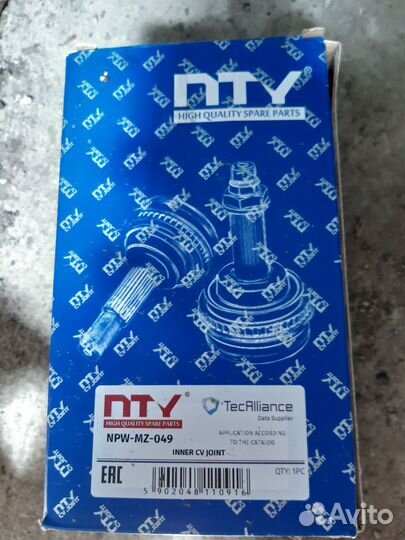 NTY®
HIGH QUALITY SPARE PARTS
NTY®
HIGH QUALITY SPARE PARTS
TecAlliance
Data Supplier
NPW-MZ-049
APPLICATION ACCORDING
TO THE CATALOG
INNER CV JOINT
EAC
QTY: 1PC
5 902048 110916
Avito